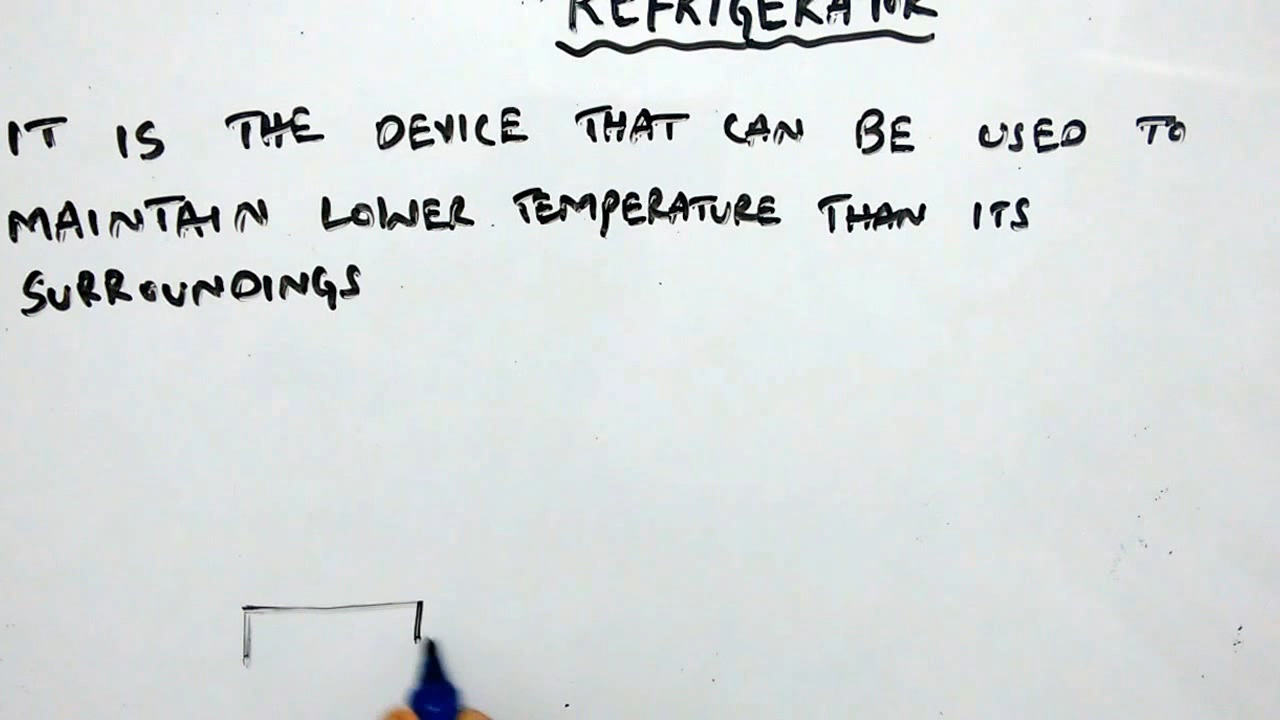 REFRIGERATOR
IT IS THE DEVICE THAT CAN BE USED TO
MAINTAIN LOWER TEMPERATURE THAN ITS
SURROUNDINGS